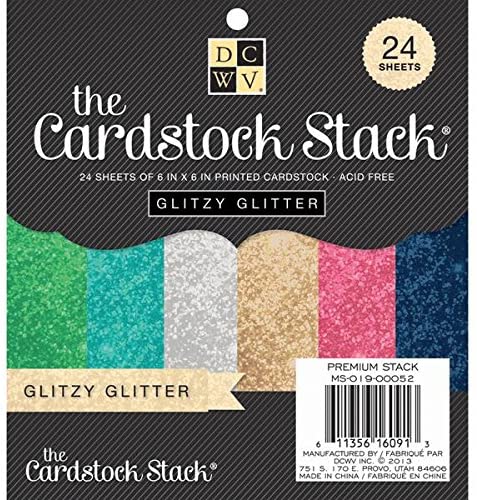 D C
W V
24
SHEETS
the
Cardstock Stack®
24 SHEETS OF 6 IN X 6 IN PRINTED CARDSTOCK · ACID FREE
GLITZY GLITTER
GLITZY GLITTER
the
Cardstock Stack®
PREMIUM STACK
MS-019-00052
6 11356 16091 3
MANUFACTURED BY / FABRIQUÉ PAR
DCWV INC. © 2013
751 S. 170 E. PROVO, UTAH 84606
MADE IN CHINA / FABRIQUÉ EN CHINE